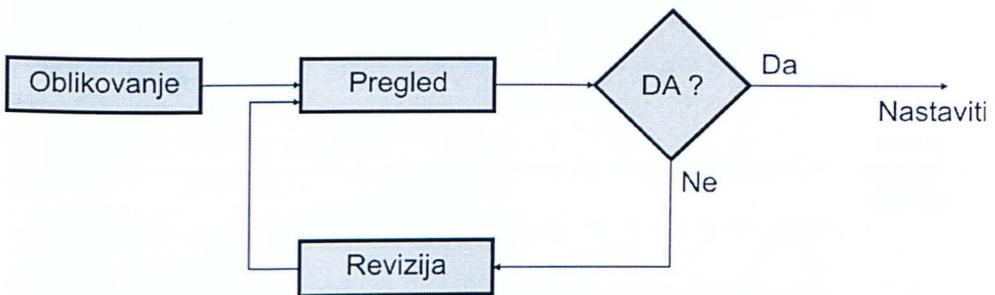 Oblikovanje
Pregled
DA ?
Da
Nastaviti
Ne
Revizija